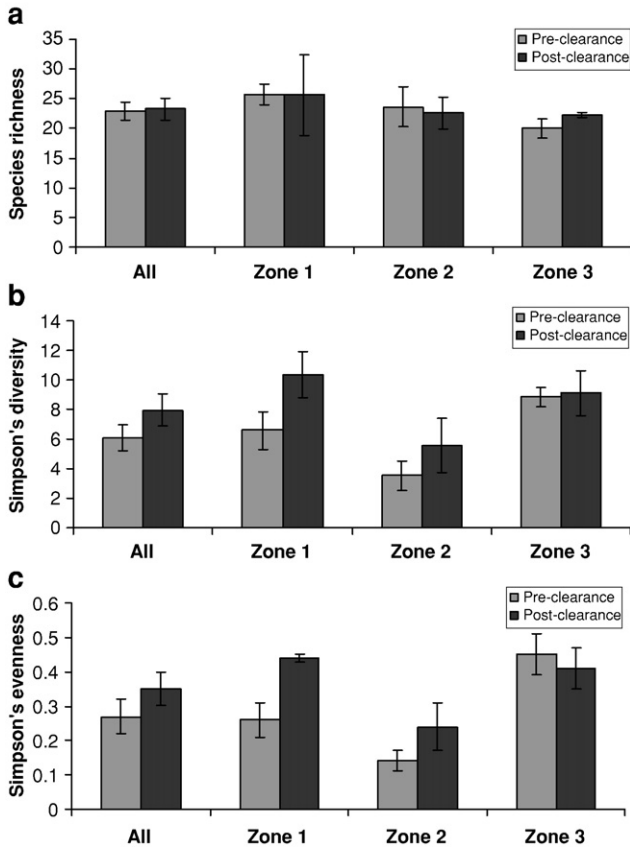 a
Species richness
35
30
25
20
15
10
5
0
Pre-clearance
Post-clearance
All Zone 1 Zone 2 Zone 3
b
Simpson's diversity
14
12
10
8
6
4
2
0
Pre-clearance
Post-clearance
All Zone 1 Zone 2 Zone 3
c
Simpson's evenness
0.6
0.5
0.4
0.3
0.2
0.1
0
Pre-clearance
Post-clearance
All Zone 1 Zone 2 Zone 3